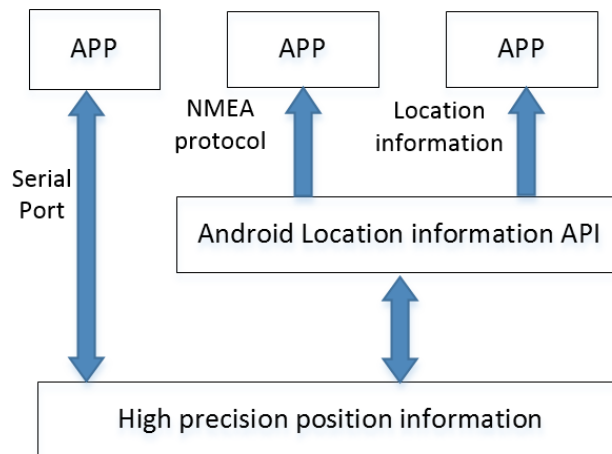 APP
APP
APP
NMEA
protocol
Location
information
Serial
Port
Android Location information API
High precision position information